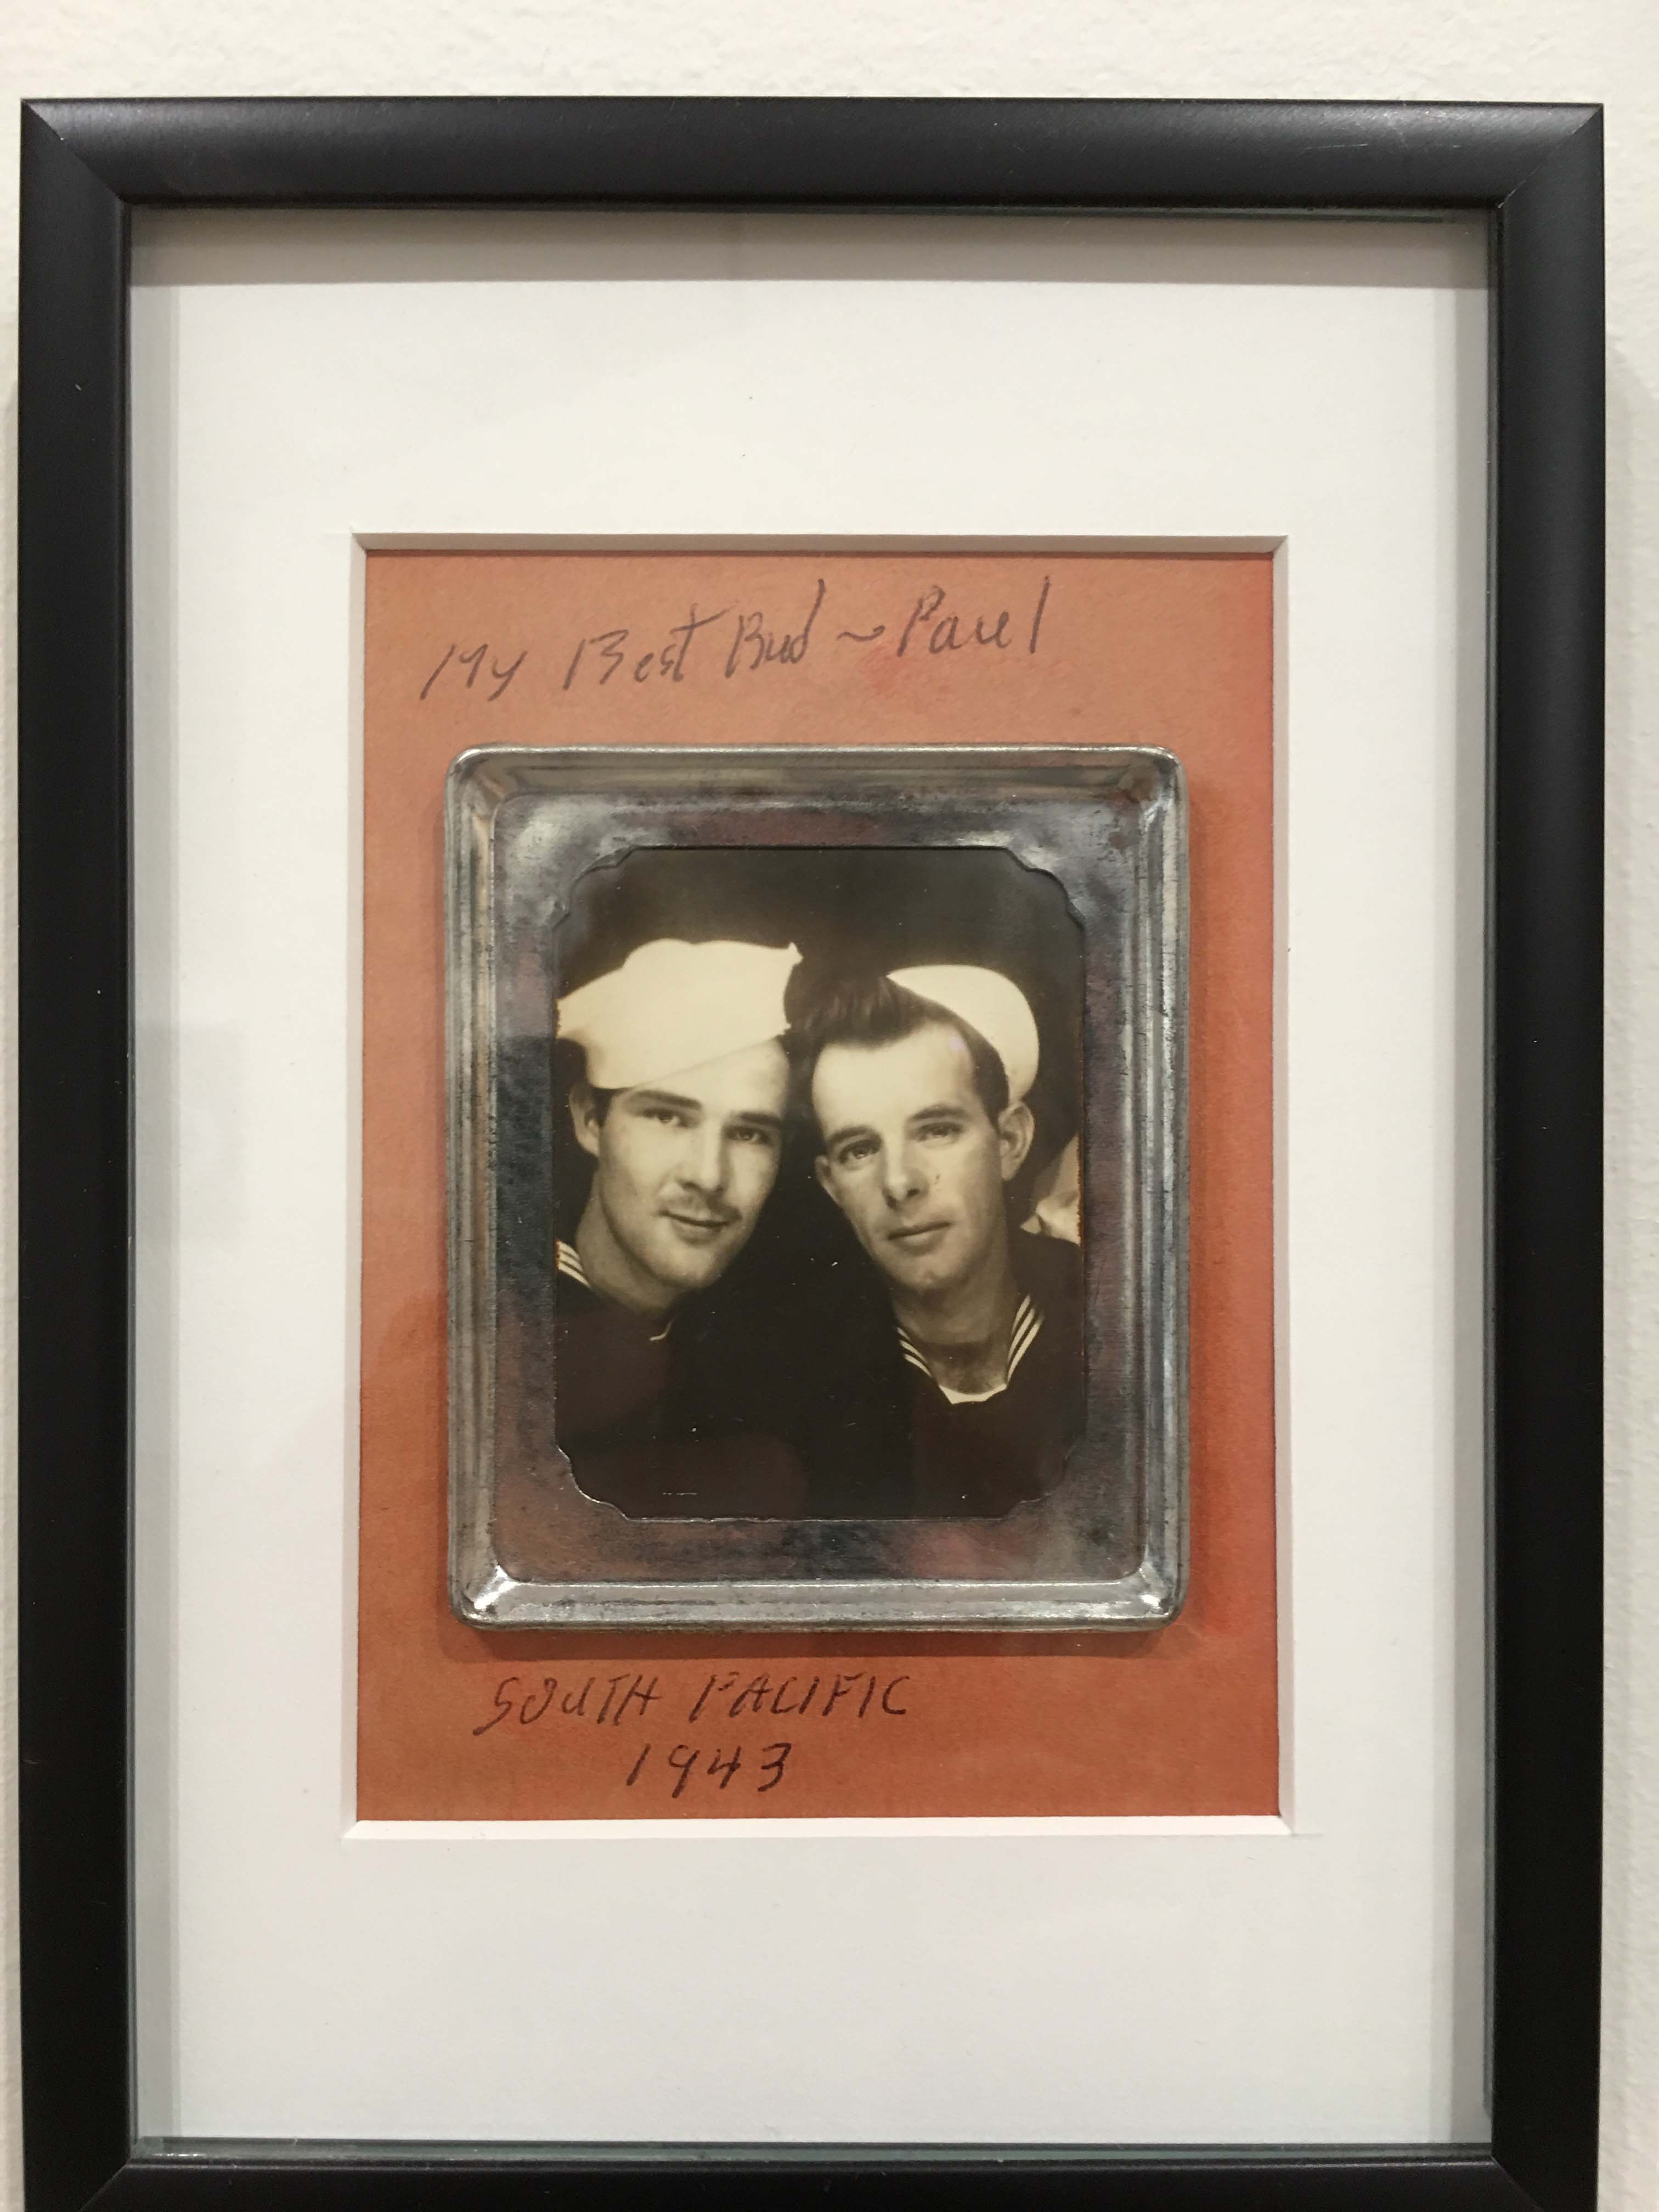 My Best Bud ~ Paul
SOUTH PACIFIC
1943